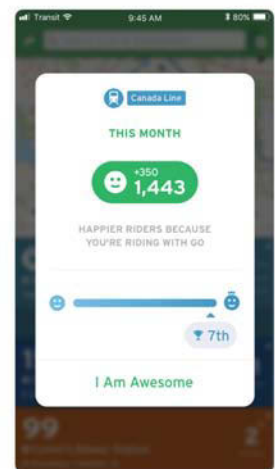 Transit
9:45 AM
80%
Canada Line
THIS MONTH
+350
1,443
HAPPIER RIDERS BECAUSE
YOU'RE RIDING WITH GO
7th
I Am Awesome
99
2